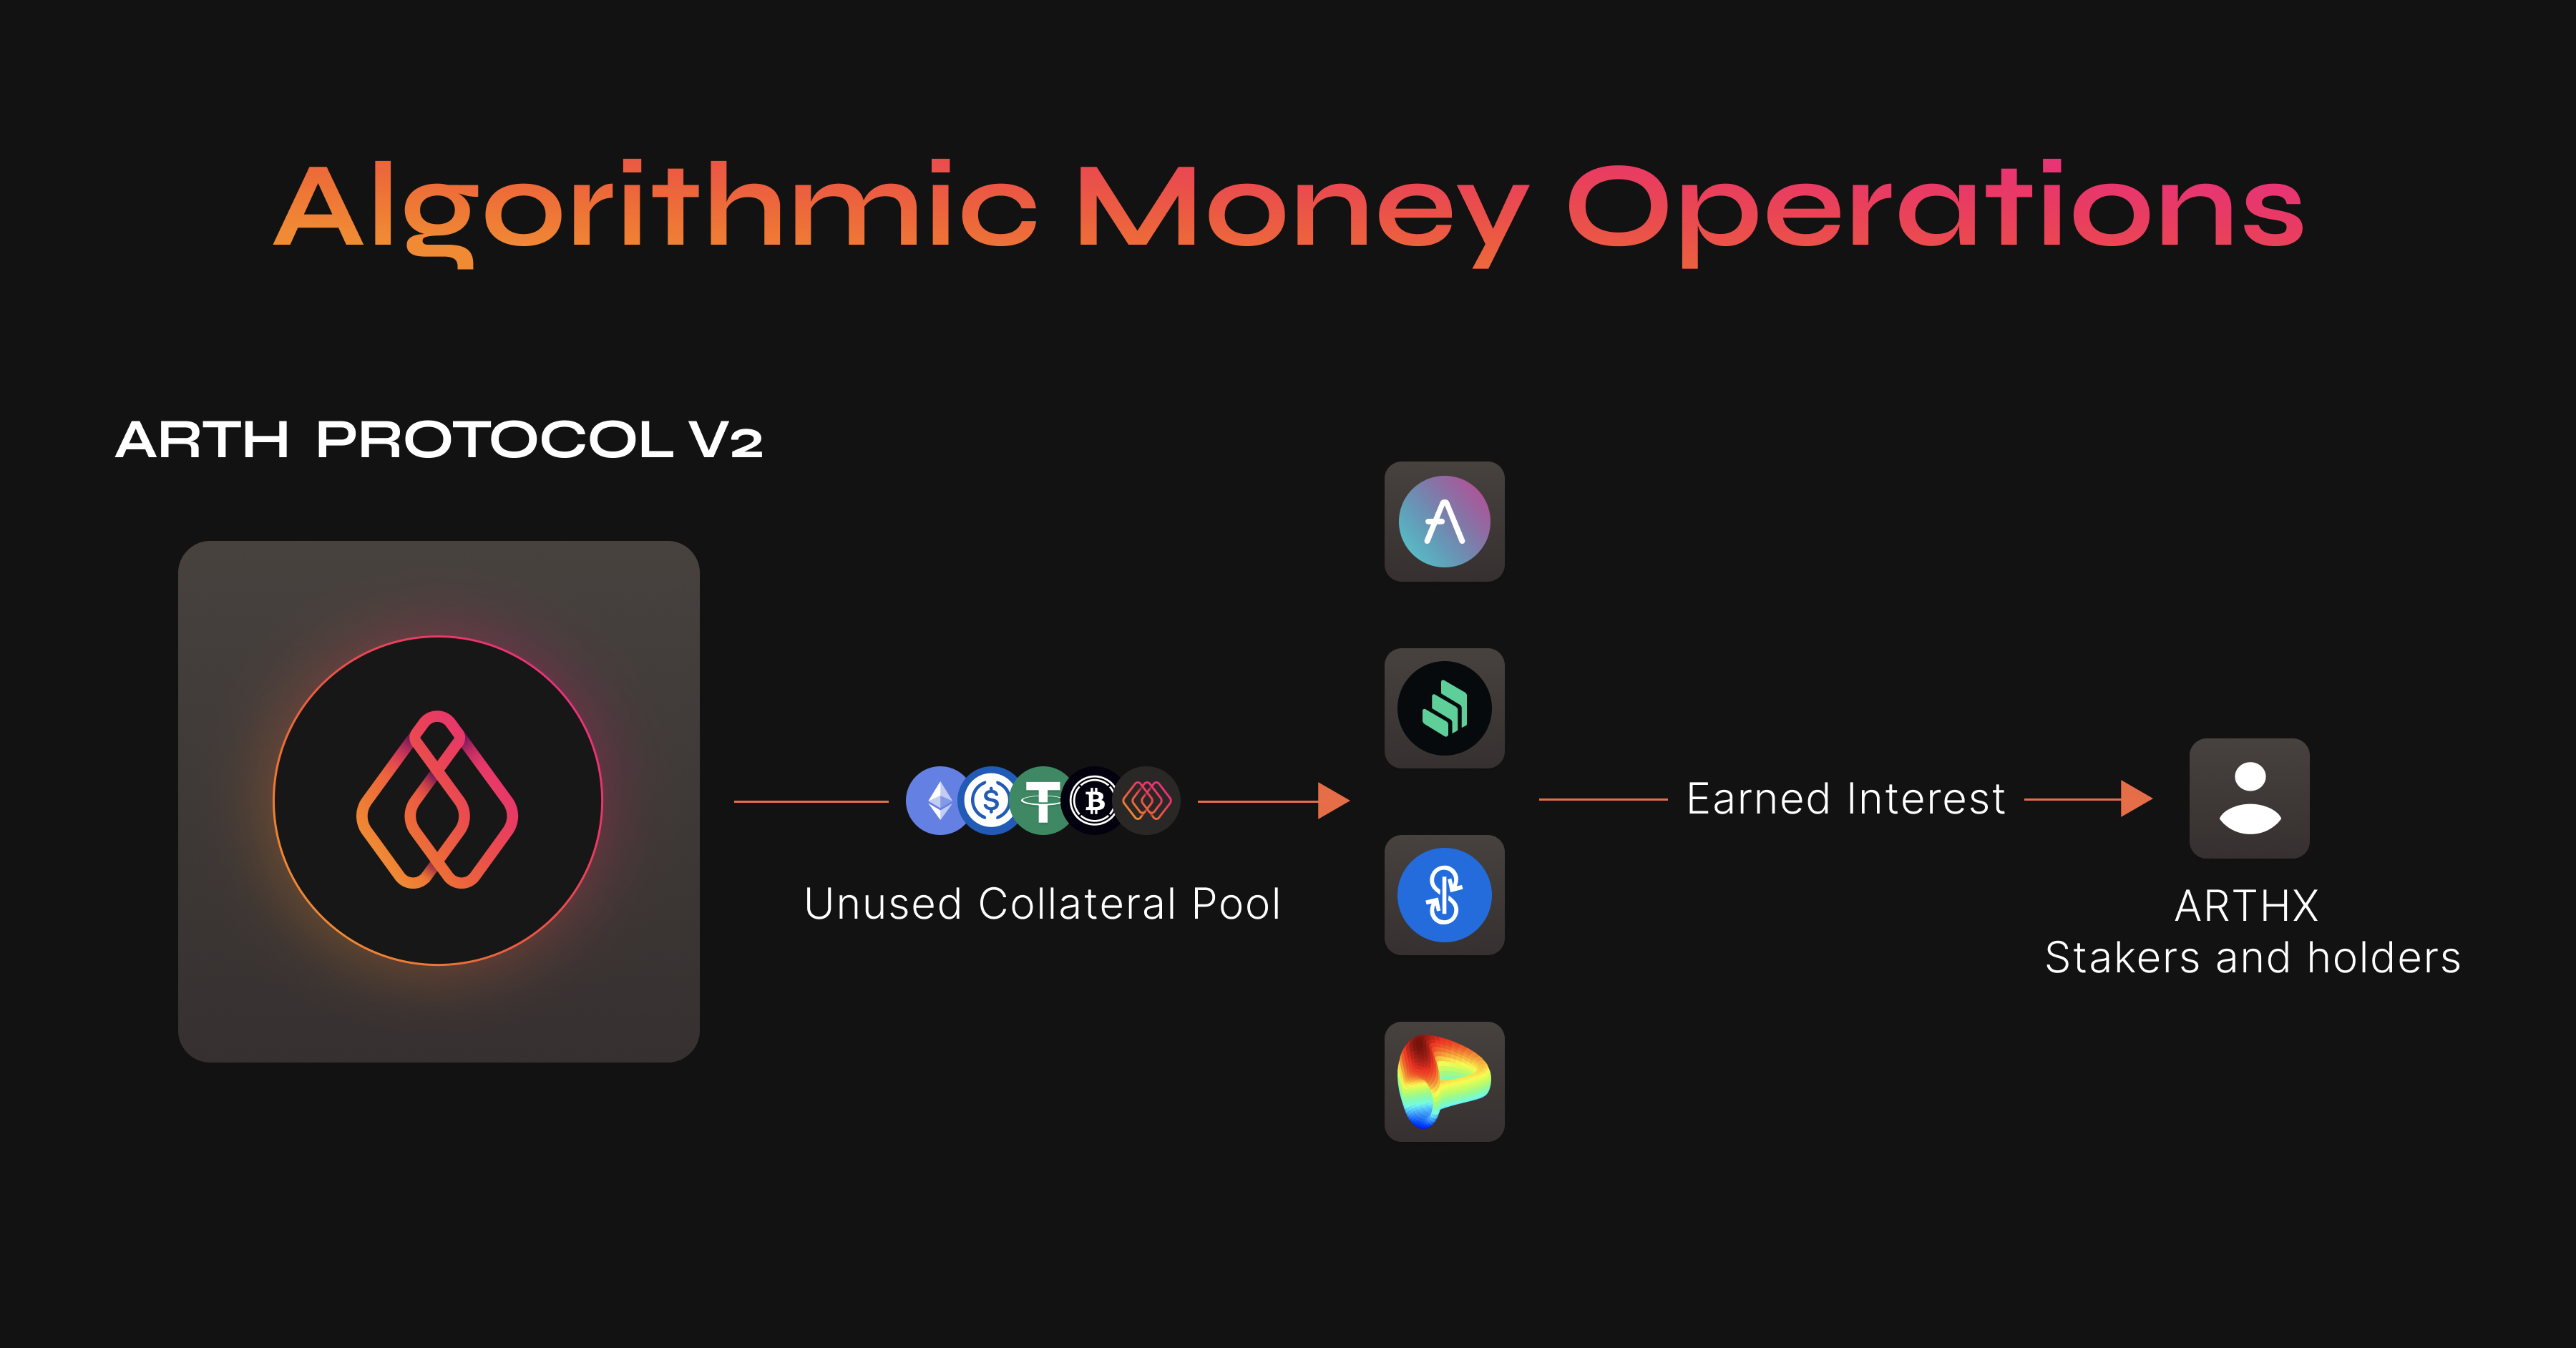 Algorithmic Money Operations
ARTH PROTOCOL V2
Unused Collateral Pool
Earned Interest
ARTHX
Stakers and holders